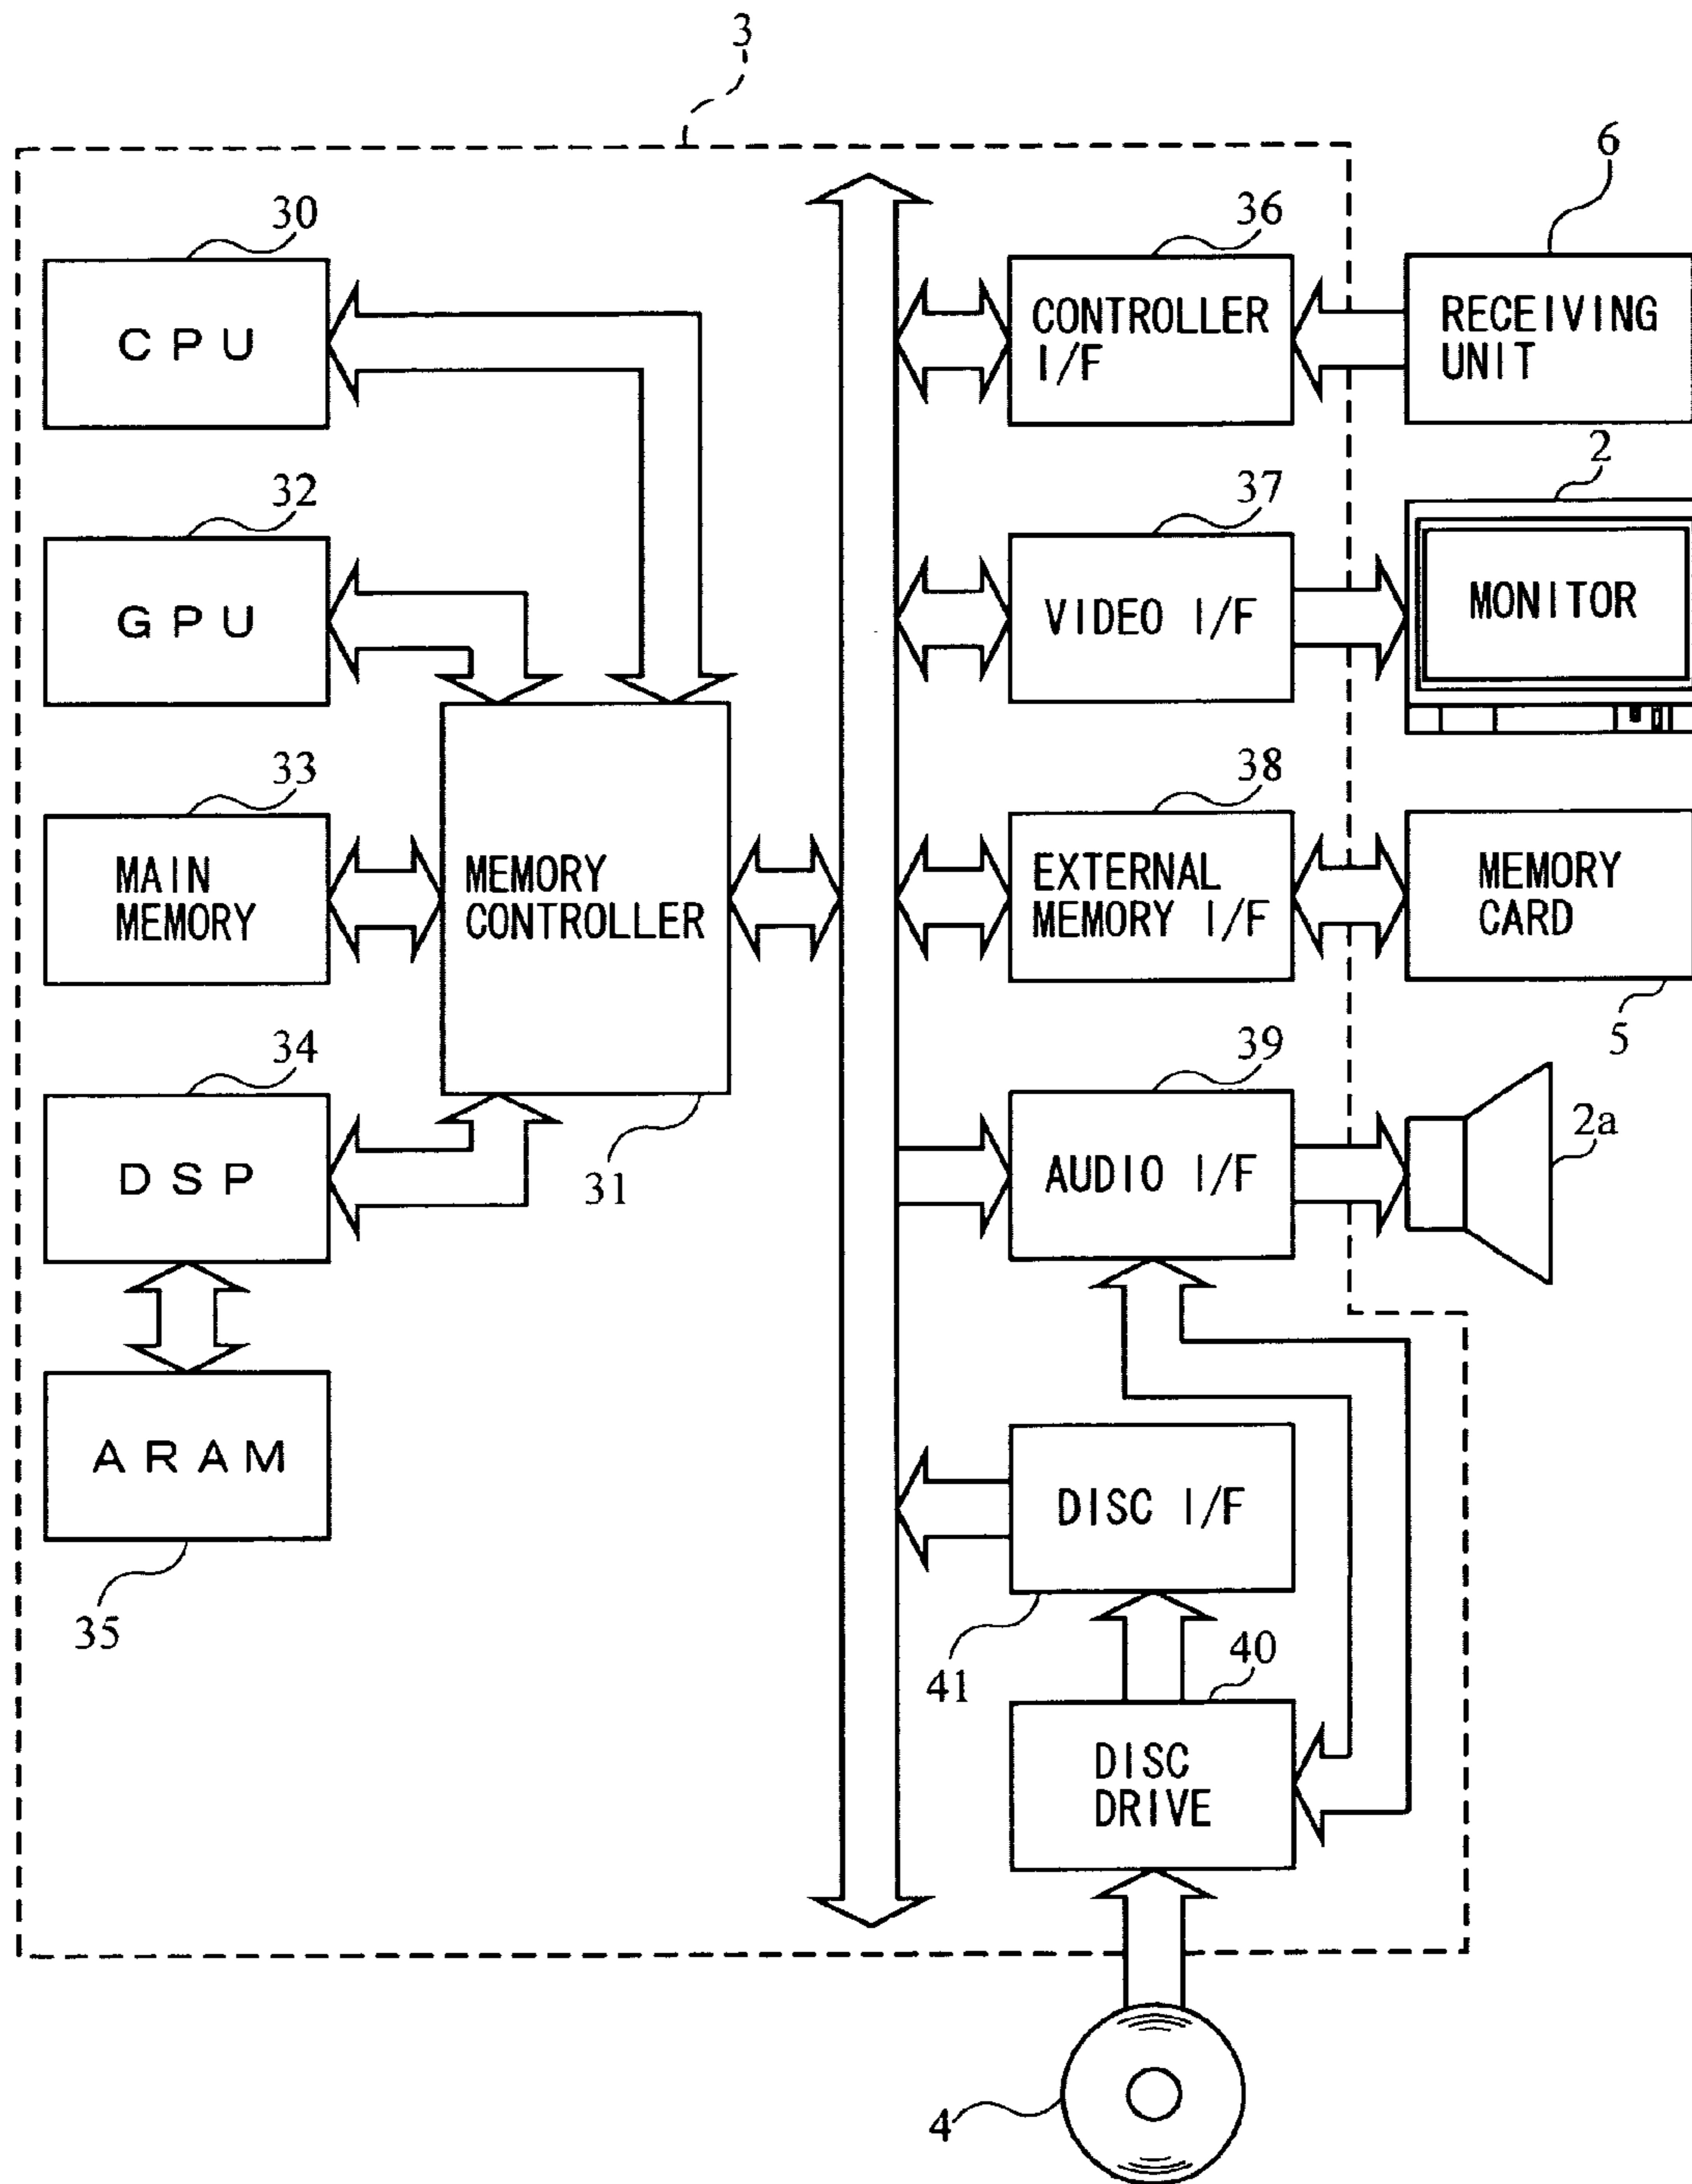 3
6
30
36
CPU
CONTROLLER
I/F
RECEIVING
UNIT
32
37
2
GPU
VIDEO I/F
MONITOR
33
38
MAIN
MEMORY
MEMORY
CONTROLLER
EXTERNAL
MEMORY I/F
MEMORY
CARD
34
39
5
DSP
31
AUDIO I/F
2a
ARAM
DISC I/F
35
41
40
DISC
DRIVE
4